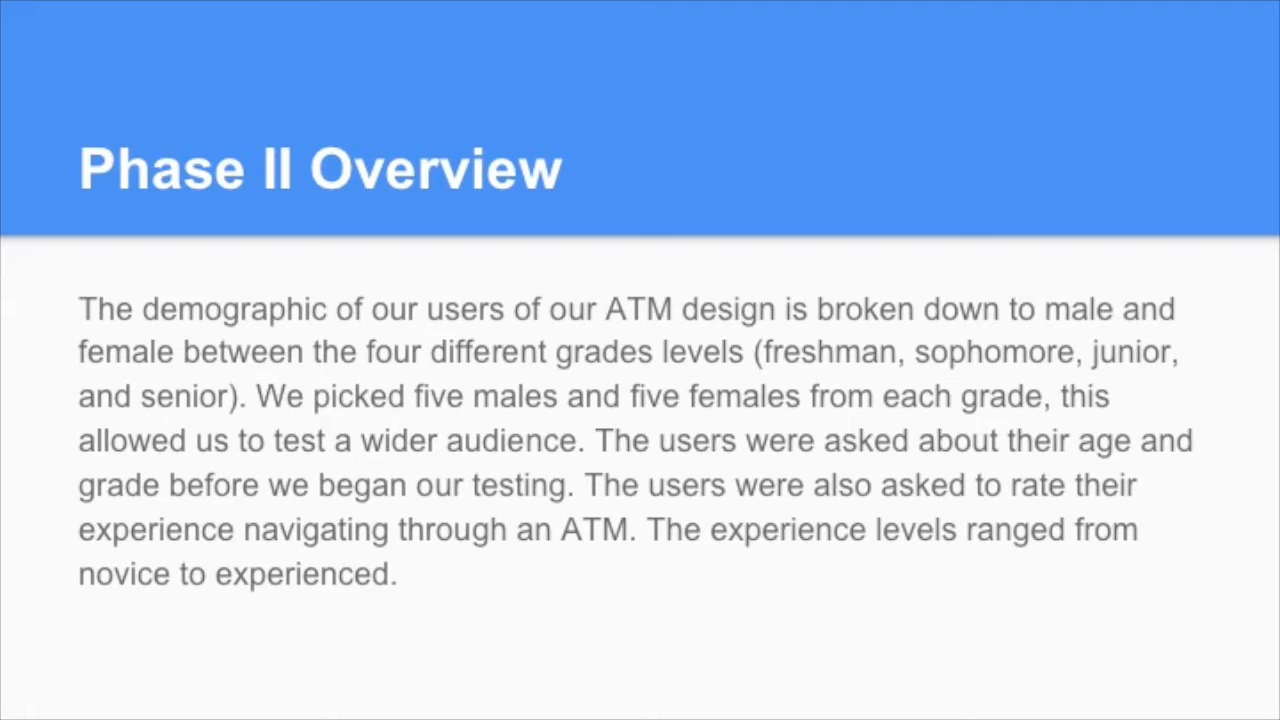 Phase II Overview
The demographic of our users of our ATM design is broken down to male and
female between the four different grades levels (freshman, sophomore, junior,
and senior). We picked five males and five females from each grade, this
allowed us to test a wider audience. The users were asked about their age and
grade before we began our testing. The users were also asked to rate their
experience navigating through an ATM. The experience levels ranged from
novice to experienced.